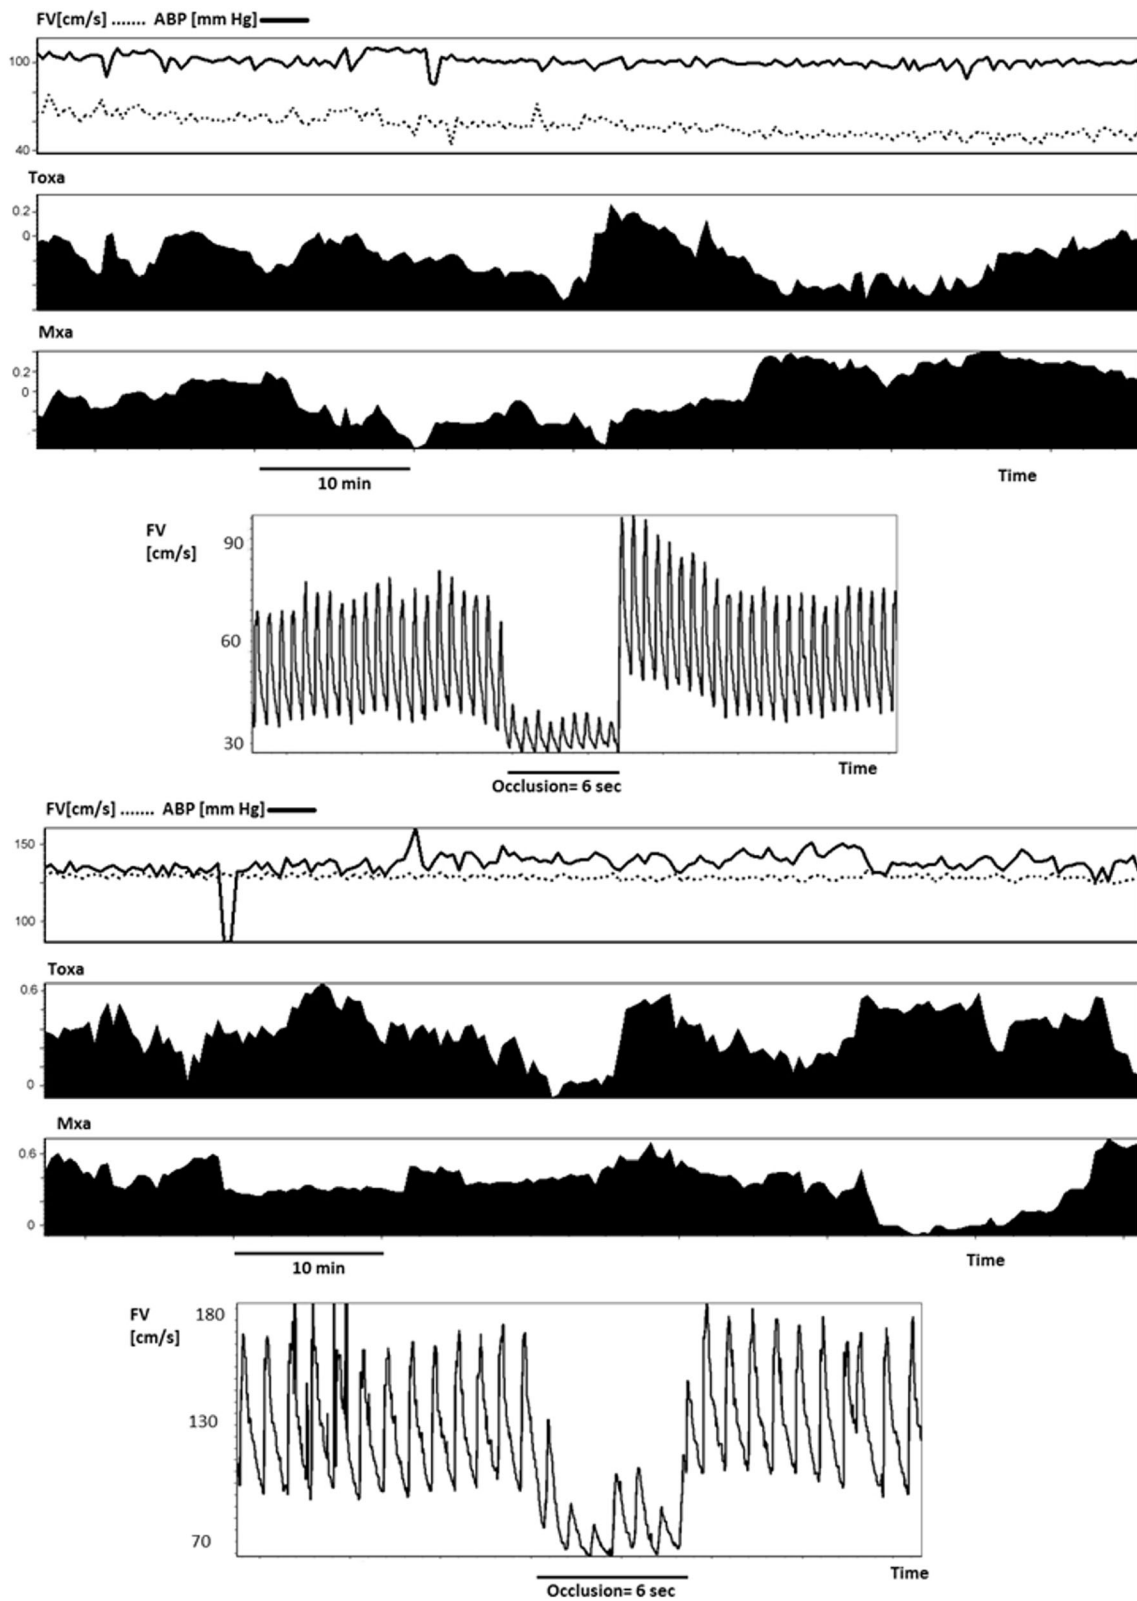 FV[cm/s] ....... ABP [mm Hg]
100
40
Toxa
0.2
0
Mxa
0.2
0
10 min
Time
FV
[cm/s]
90
60
30
Time
Occlusion= 6 sec
FV[cm/s] ....... ABP [mm Hg]
150
100
Toxa
0.6
0
Mxa
0.6
0
10 min
Time
FV
[cm/s]
180
130
70
Time
Occlusion= 6 sec